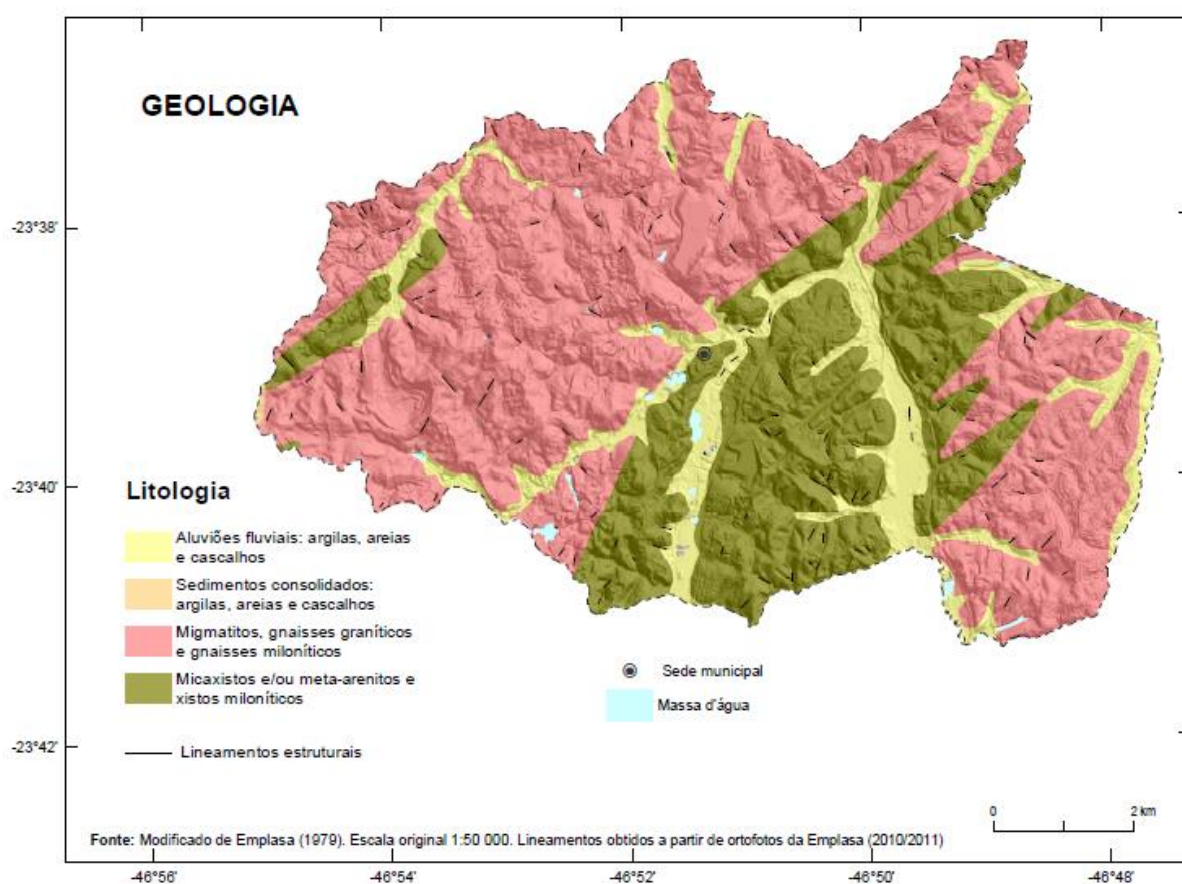 GEOLOGIA
-23°38'
-23°40'
-23°42'
Litologia
Aluviões fluviais: argilas, areias
e cascalhos
Sedimentos consolidados:
argilas, areias e cascalhos
Migmatitos, gnaisses graníticos
e gnaisses miloníticos
Micaxistos e/ou meta-arenitos e
xistos miloníticos
Lineamentos estruturais
Sede municipal
Massa d'água
0 2 km
Fonte: Modificado de Emplasa (1979). Escala original 1:50 000. Lineamentos obtidos a partir de ortofotos da Emplasa (2010/2011)
-46°56' -46°54' -46°52' -46°50' -46°48'